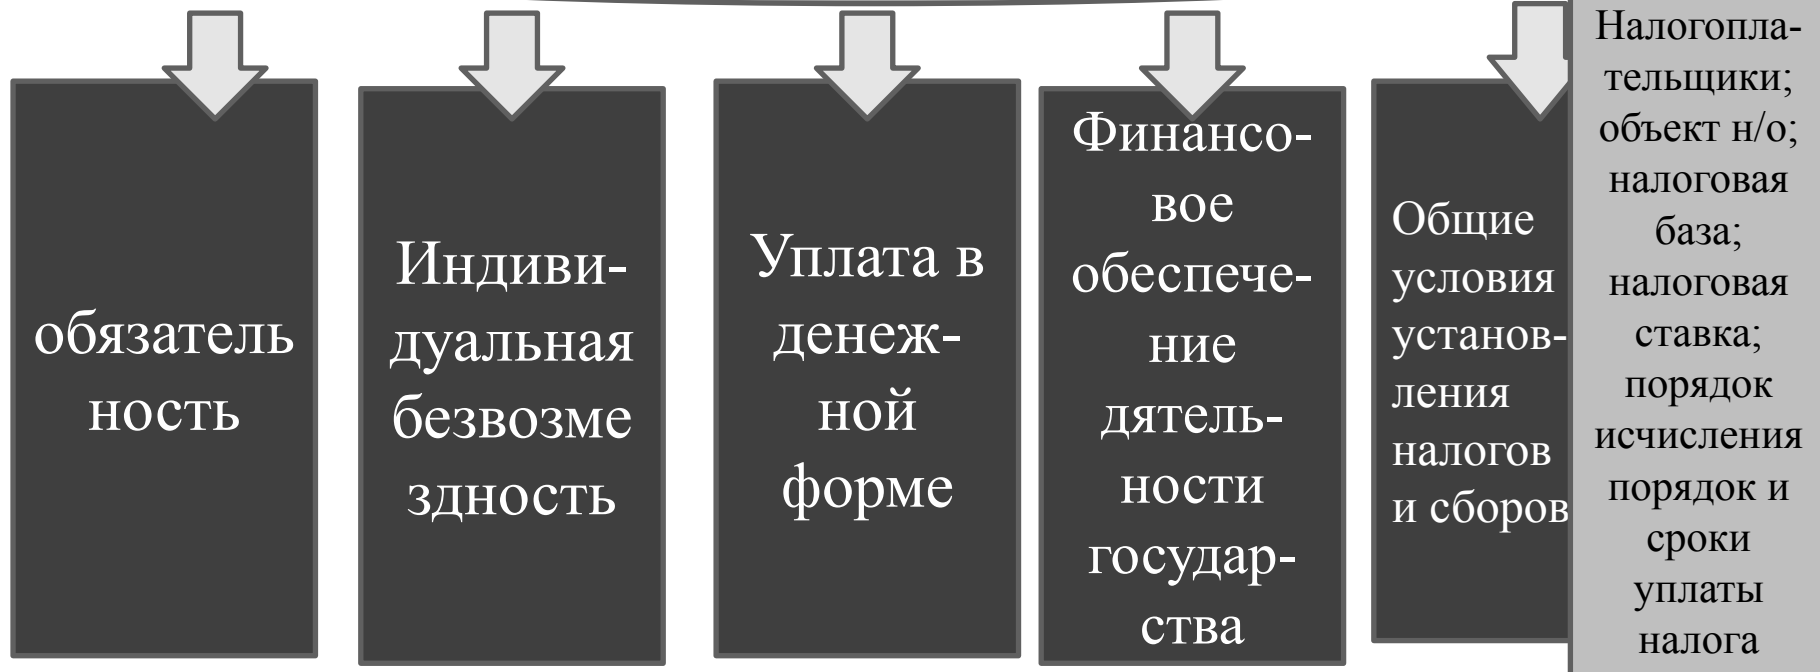 обязатель
ность
Индиви-
дуальная
безвозме
здность
Уплата в
денеж-
ной
форме
Финансо-
вое
обеспече-
ние
дятель-
ности
государ-
ства
Общие
условия
установ-
ления
налогов
и сборов
Налогопла-
тельщики;
объект н/о;
налоговая
база;
налоговая
ставка;
порядок
исчисления
порядок и
сроки
уплаты
налога